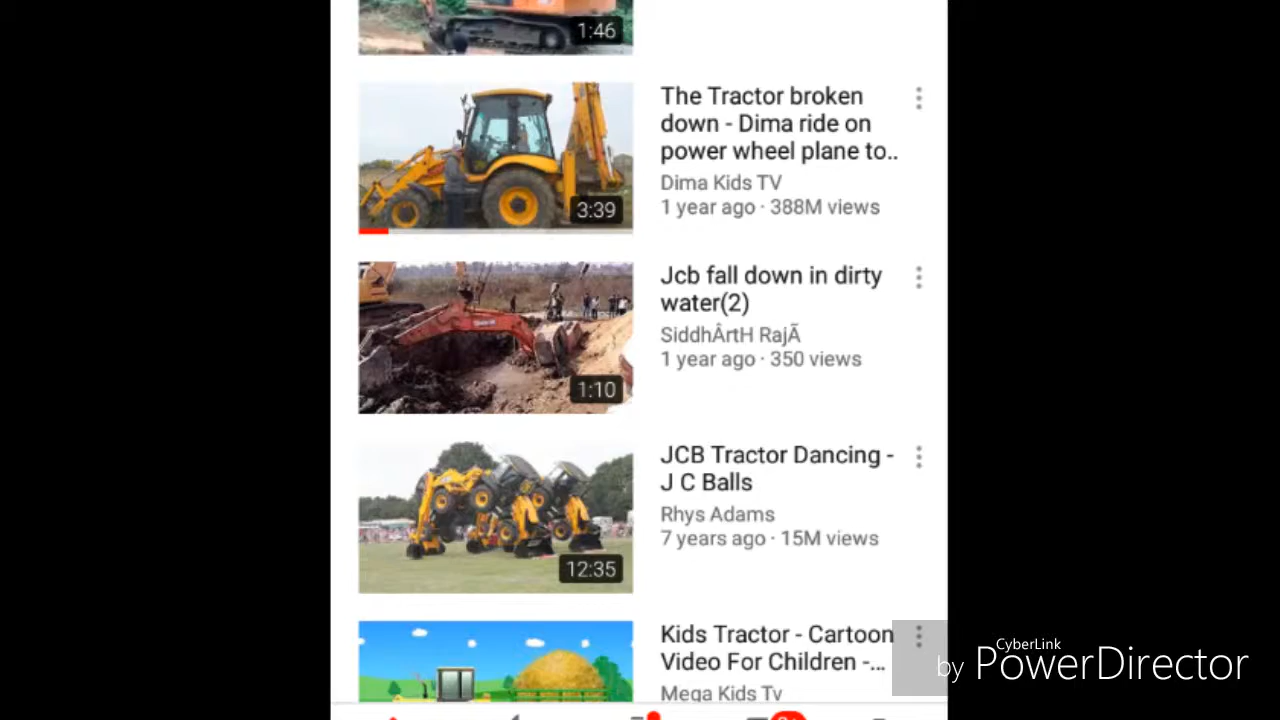 1:46
The Tractor broken
down - Dima ride on
power wheel plane to..
Dima Kids TV
1 year ago · 388M views
3:39
Jcb fall down in dirty
water(2)
SiddhÂrtH RajÃ
1 year ago · 350 views
1:10
JCB Tractor Dancing -
J C Balls
Rhys Adams
7 years ago · 15M views
12:35
Kids Tractor - Cartoon
Video For Children -...
Mega Kids Tv
CyberLink
by PowerDirector